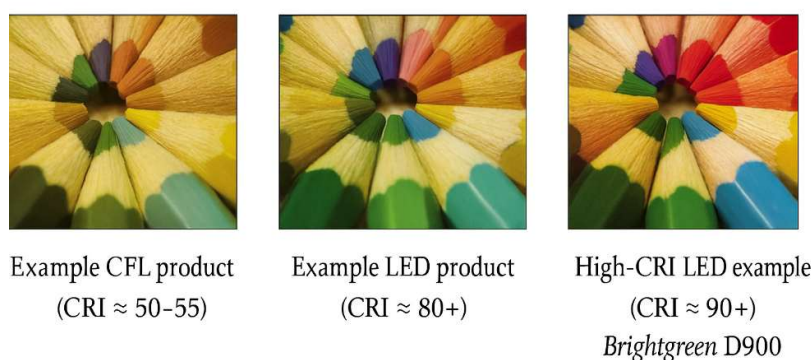 Example CFL product
(CRI ≈ 50–55)
Example LED product
(CRI ≈ 80+)
High-CRI LED example
(CRI ≈ 90+)
Brightgreen D900